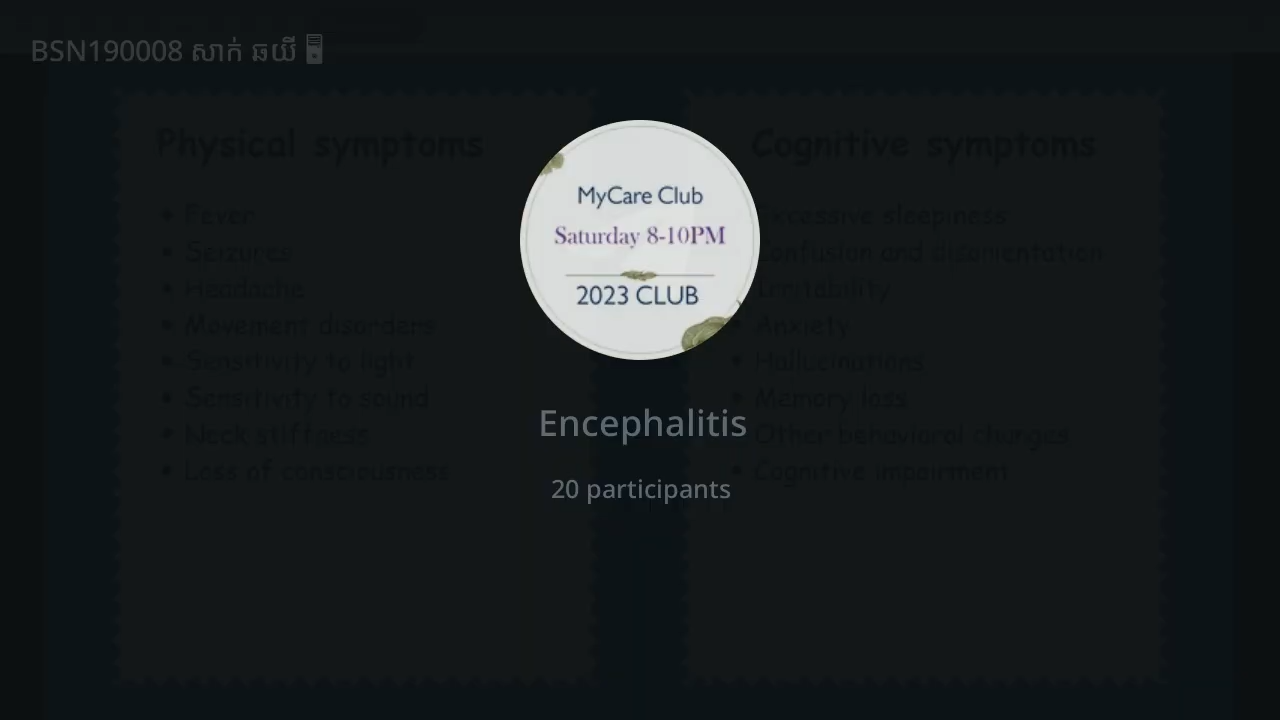 BSN190008 សាក់ ឆយី
Physical symptoms
• Fever
• Seizures
• Headache
• Movement disorders
• Sensitivity to light
• Sensitivity to sound
• Neck stiffness
• Loss of consciousness
MyCare Club
Saturday 8-10PM
2023 CLUB
Encephalitis
20 participants
Cognitive symptoms
Excessive sleepiness
Confusion and disorientation
Irritability
• Anxiety
• Hallucinations
• Memory loss
Other behavioral changes
• Cognitive impairment